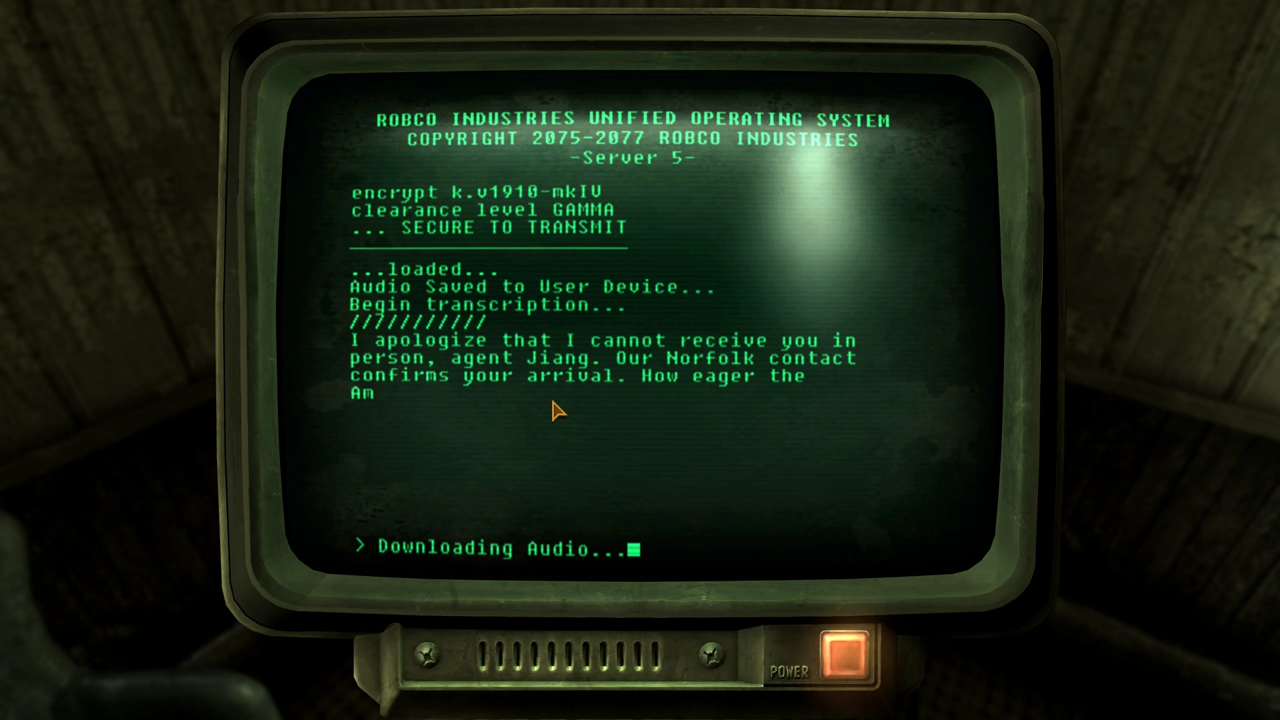 ROBCO INDUSTRIES UNIFIED OPERATING SYSTEM
COPYRIGHT 2075-2077 ROBCO INDUSTRIES
-Server 5-
encrypt k.v1910-mkIV
clearance level GAMMA
... SECURE TO TRANSMIT
...loaded...
Audio Saved to User Device...
Begin transcription...
///////////
I apologize that I cannot receive you in
person, agent Jiang. Our Norfolk contact
confirms your arrival. How eager the
Am
> Downloading Audio...
POWER